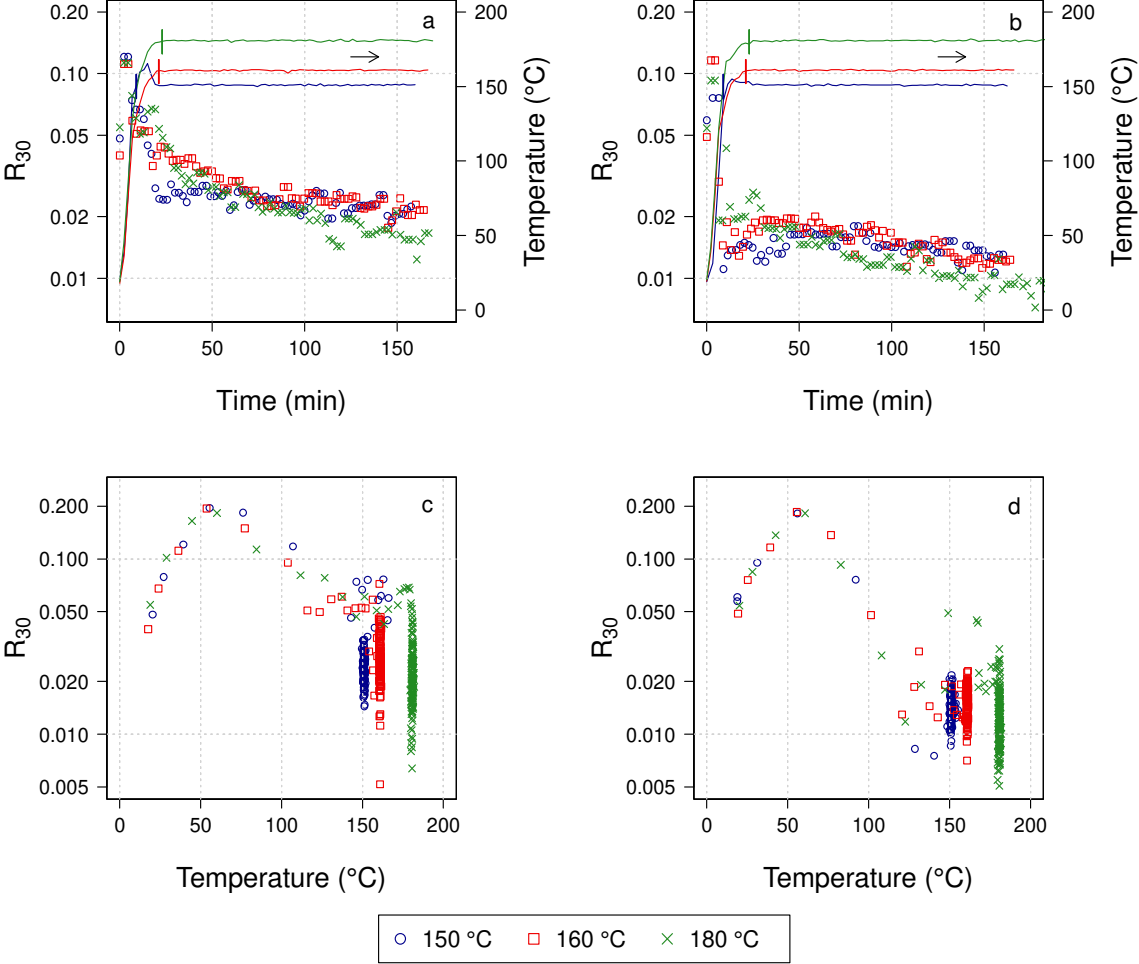 a
0.20
0.10
0.05
0.02
0.01
R30
200
150
100
50
0
Temperature (°C)
0 50 100 150
Time (min)
b
0.20
0.10
0.05
0.02
0.01
R30
200
150
100
50
0
Temperature (°C)
0 50 100 150
Time (min)
c
0.200
0.100
0.050
0.020
0.010
0.005
R30
0 50 100 150 200
Temperature (°C)
d
0.200
0.100
0.050
0.020
0.010
0.005
R30
0 50 100 150 200
Temperature (°C)
150 °C 160 °C 180 °C